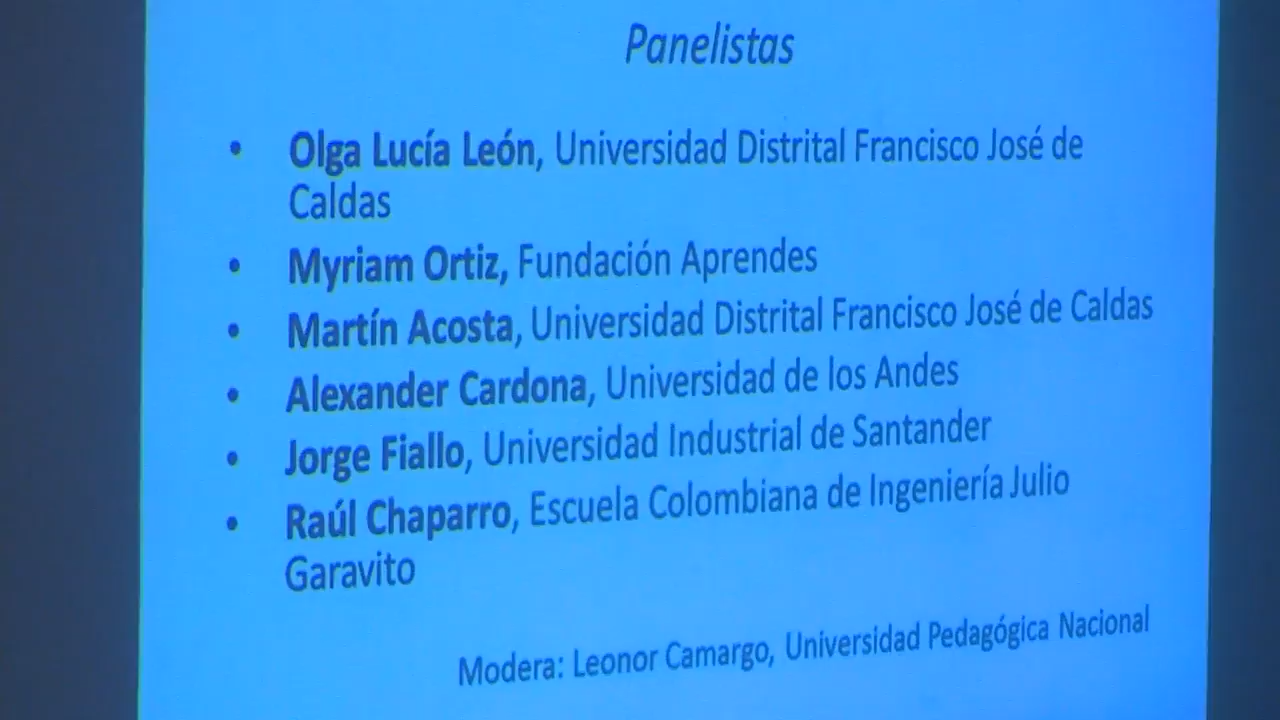 Panelistas
• Olga Lucía León, Universidad Distrital Francisco José de
Caldas
• Myriam Ortiz, Fundación Aprendes
• Martín Acosta, Universidad Distrital Francisco José de Caldas
• Alexander Cardona, Universidad de los Andes
• Jorge Fiallo, Universidad Industrial de Santander
• Raúl Chaparro, Escuela Colombiana de Ingeniería Julio
Garavito
Modera: Leonor Camargo, Universidad Pedagógica Nacional